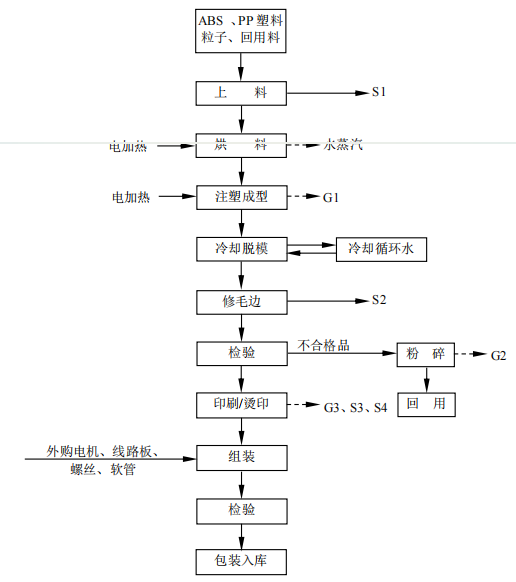 ABS 、PP 塑料
粒子、回用料
上 料
S1
电加热
烘 料
水蒸汽
电加热
注塑成型
G1
冷却脱模
冷却循环水
修毛边
S2
检验
不合格品
粉 碎
G2
印刷/烫印
G3、S3、S4
回 用
外购电机、线路板、
螺丝、软管
组装
检验
包装入库